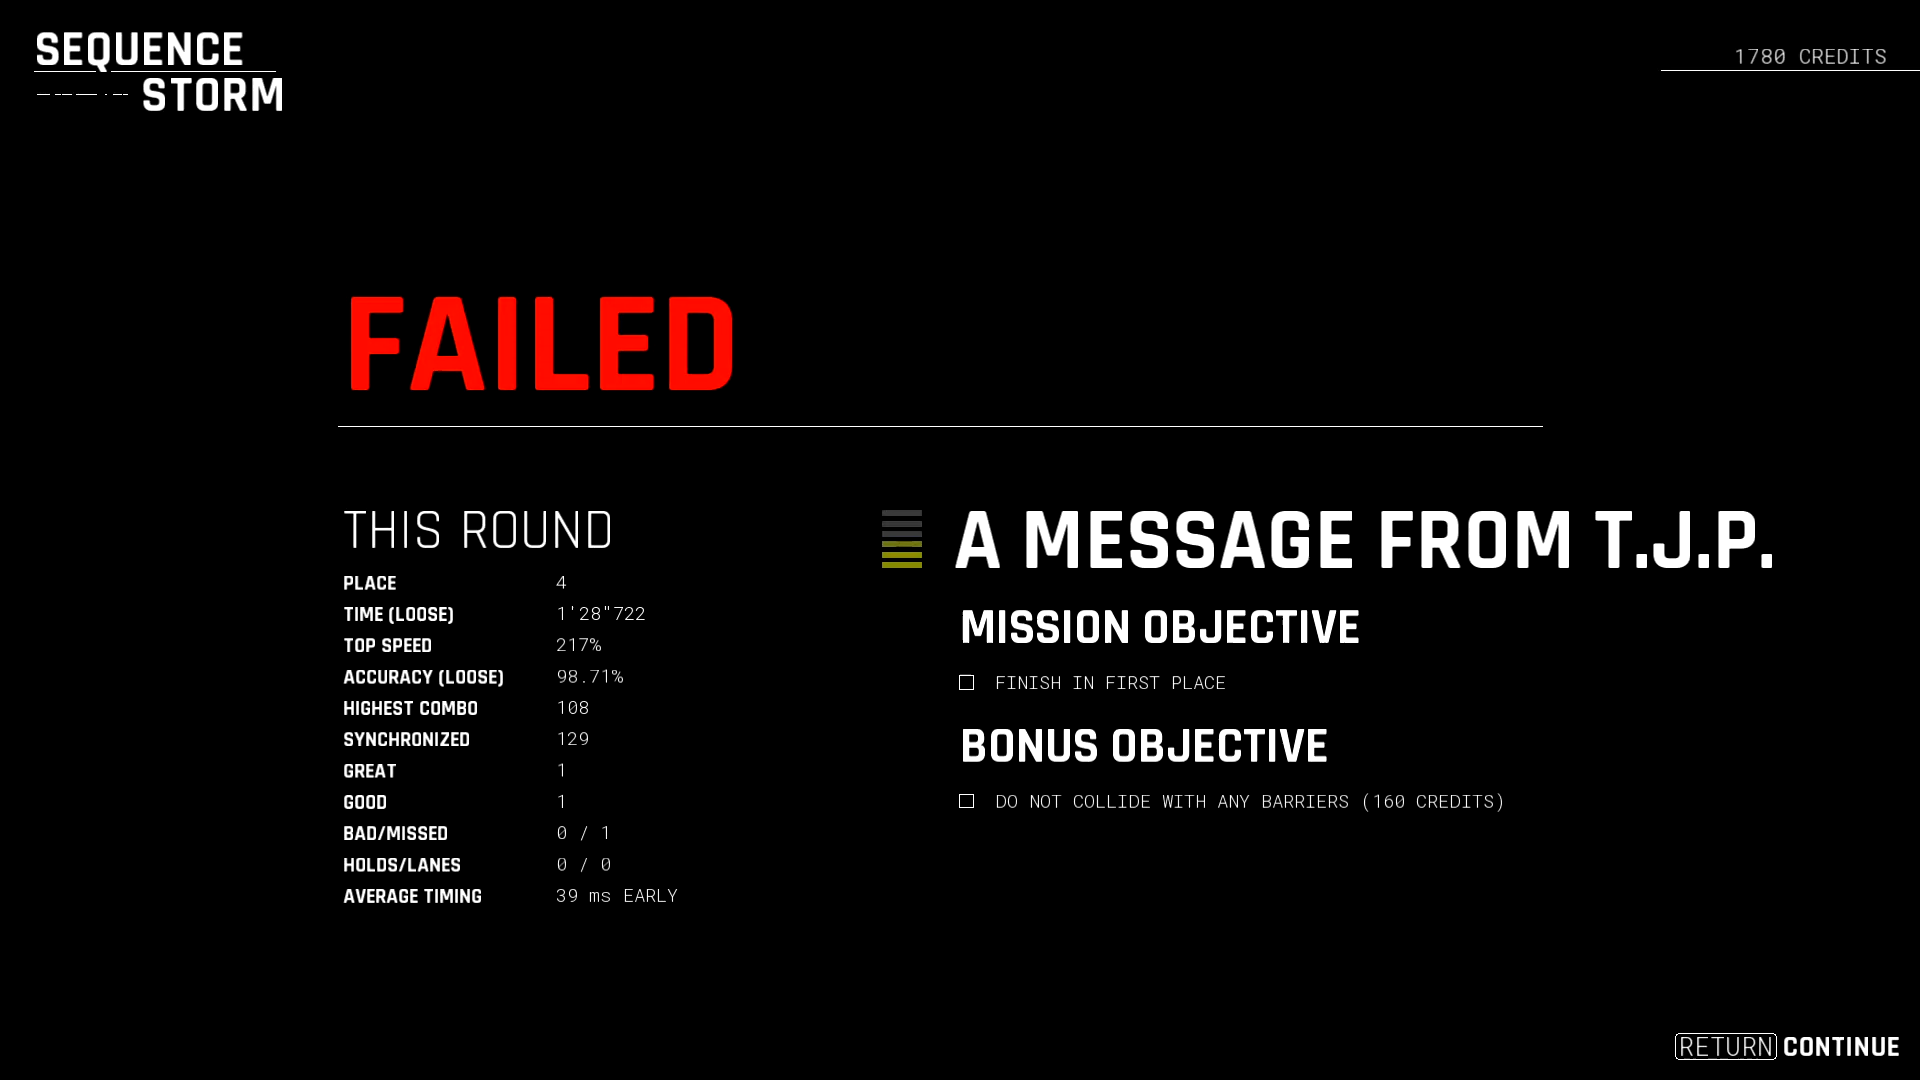 SEQUENCE
STORM
1780 CREDITS
FAILED
THIS ROUND
PLACE 4
TIME (LOOSE) 1'28"722
TOP SPEED 217%
ACCURACY (LOOSE) 98.71%
HIGHEST COMBO 108
SYNCHRONIZED 129
GREAT 1
GOOD 1
BAD/MISSED 0 / 1
HOLDS/LANES 0 / 0
AVERAGE TIMING 39 ms EARLY
A MESSAGE FROM T.J.P.
MISSION OBJECTIVE
FINISH IN FIRST PLACE
BONUS OBJECTIVE
DO NOT COLLIDE WITH ANY BARRIERS (160 CREDITS)
RETURN CONTINUE